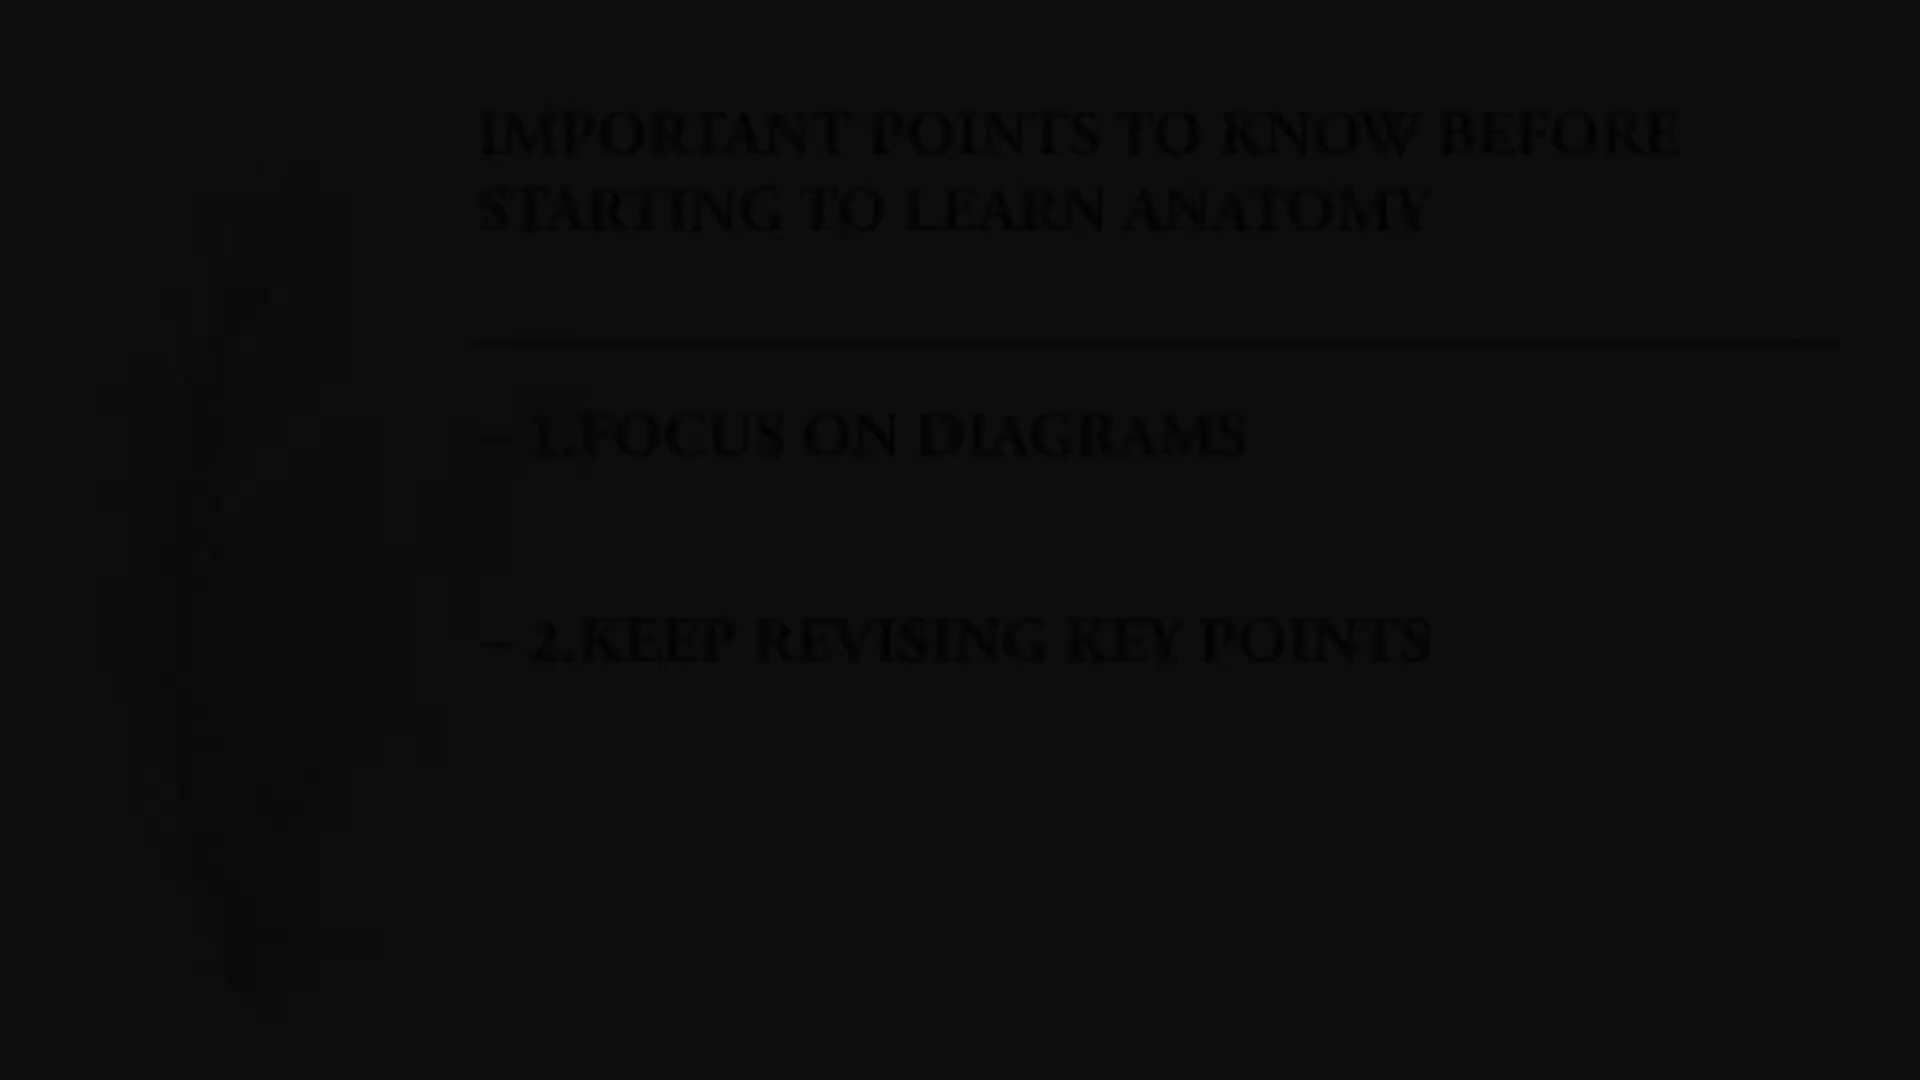 IMPORTANT POINTS TO KNOW BEFORE
STARTING TO LEARN ANATOMY
– 1.FOCUS ON DIAGRAMS
– 2.KEEP REVISING KEY POINTS